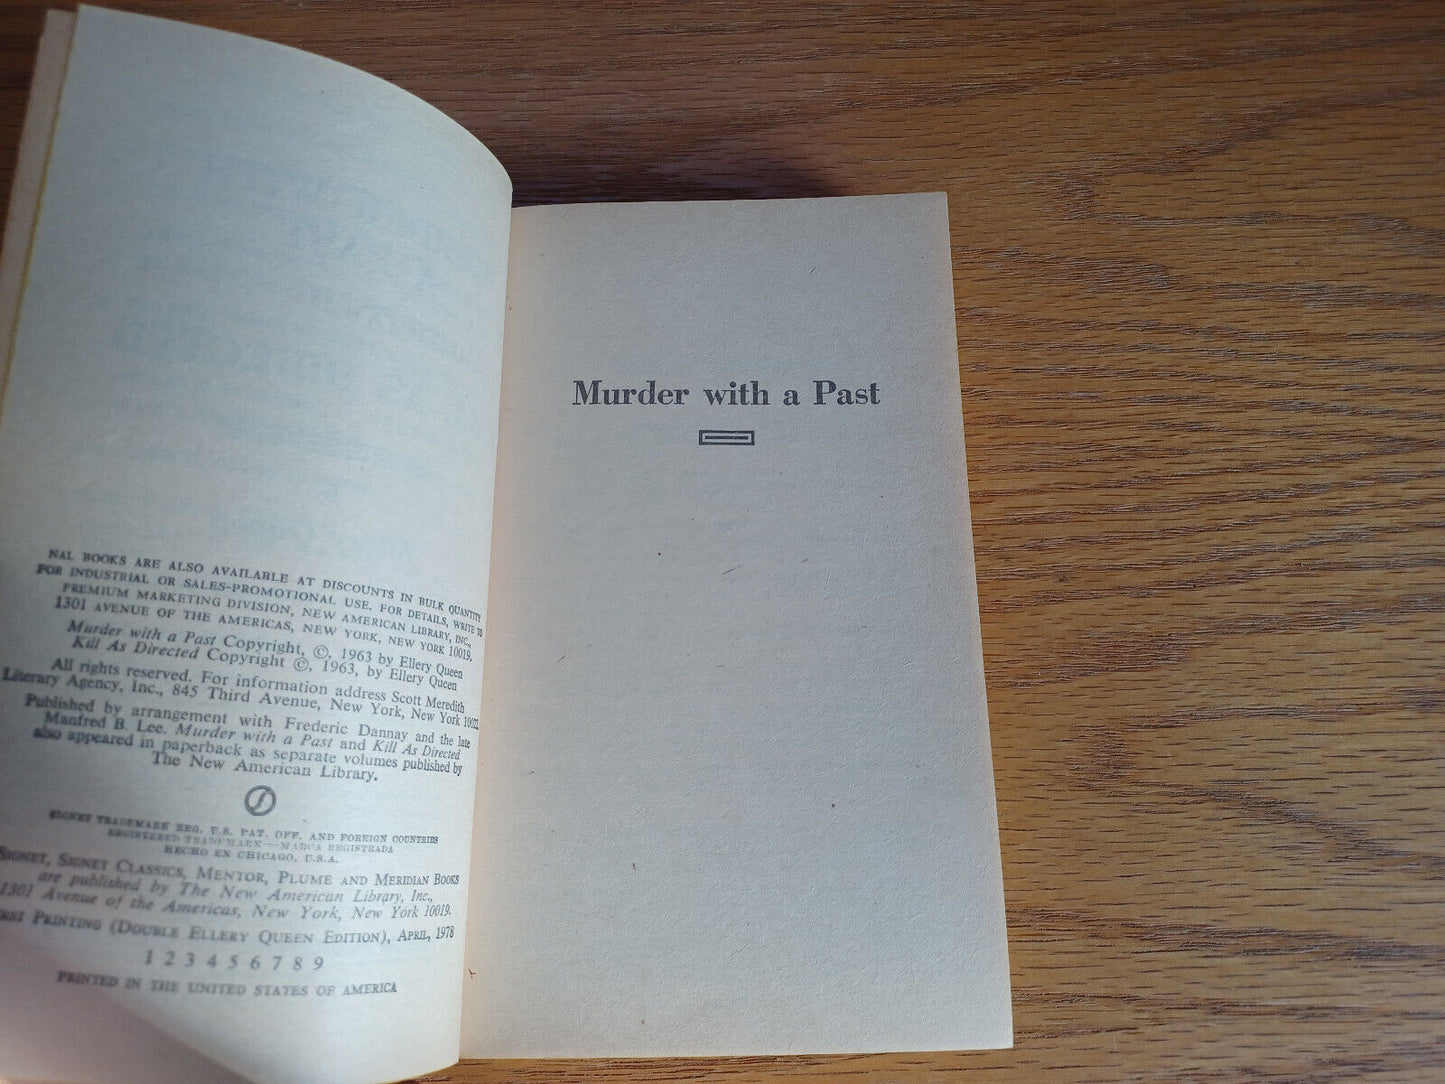 NAL BOOKS ARE ALSO AVAILABLE AT DISCOUNTS IN BULK QUANTITY
FOR INDUSTRIAL OR SALES-PROMOTIONAL USE. FOR DETAILS, WRITE TO
PREMIUM MARKETING DIVISION, NEW AMERICAN LIBRARY, INC.,
1301 AVENUE OF THE AMERICAS, NEW YORK, NEW YORK 10019.
Murder with a Past Copyright, ©, 1963 by Ellery Queen
Kill As Directed Copyright ©, 1963, by Ellery Queen
All rights reserved. For information address Scott Meredith
Literary Agency, Inc., 845 Third Avenue, New York, New York 10022
Published by arrangement with Frederic Dannay and the late
Manfred B. Lee. Murder with a Past and Kill As Directed
also appeared in paperback as separate volumes published by
The New American Library.
SIGNET TRADEMARK REG. U.S. PAT. OFF. AND FOREIGN COUNTRIES
REGISTERED TRADEMARK—MARCA REGISTRADA
HECHO EN CHICAGO, U.S.A.
SIGNET, SIGNET CLASSICS, MENTOR, PLUME AND MERIDIAN BOOKS
are published by The New American Library, Inc.,
1301 Avenue of the Americas, New York, New York 10019.
PRINTING (DOUBLE ELLERY QUEEN EDITION), APRIL, 1978
1 2 3 4 5 6 7 8 9
PRINTED IN THE UNITED STATES OF AMERICA
Murder with a Past